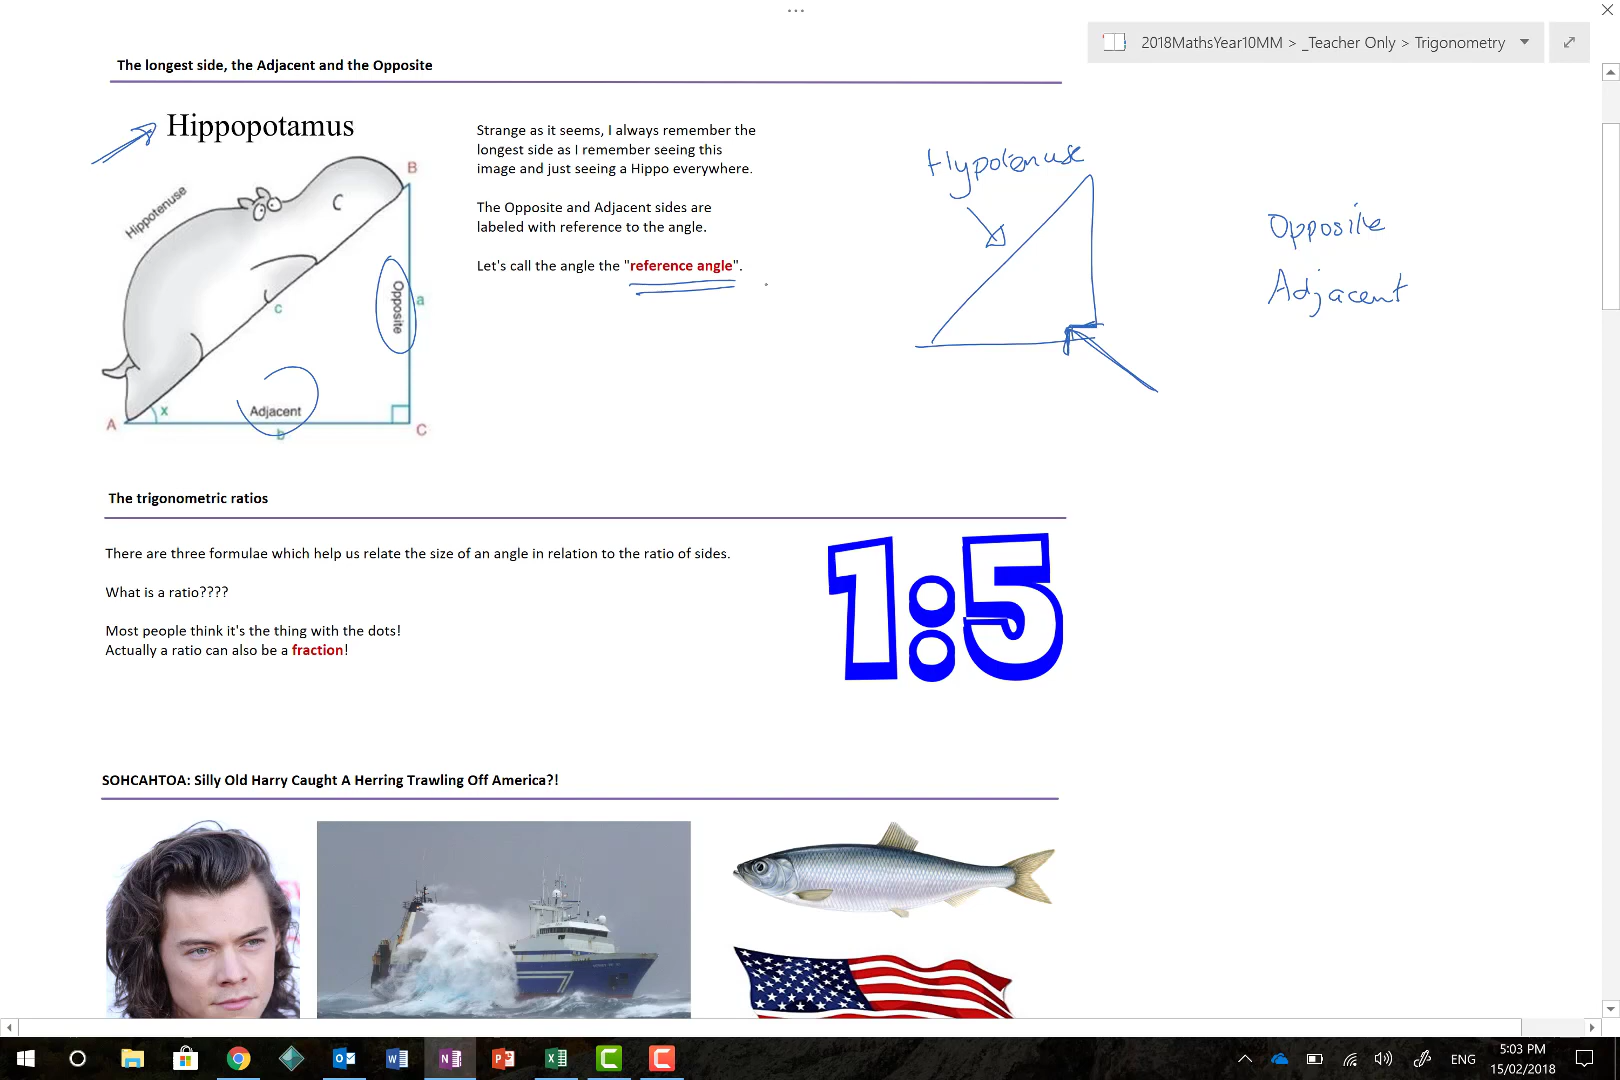 2018MathsYear10MM > _Teacher Only > Trigonometry
The longest side, the Adjacent and the Opposite
Hippopotamus
Hippotenuse
B
C
Opposite
a
c
x
Adjacent
A
b
C
Strange as it seems, I always remember the
longest side as I remember seeing this
image and just seeing a Hippo everywhere.
The Opposite and Adjacent sides are
labeled with reference to the angle.
Let's call the angle the "reference angle".
Hypotenuse
Opposite
Adjacent
The trigonometric ratios
There are three formulae which help us relate the size of an angle in relation to the ratio of sides.
What is a ratio????
Most people think it's the thing with the dots!
Actually a ratio can also be a fraction!
1:5
SOHCAHTOA: Silly Old Harry Caught A Herring Trawling Off America?!
ENG
5:03 PM
15/02/2018